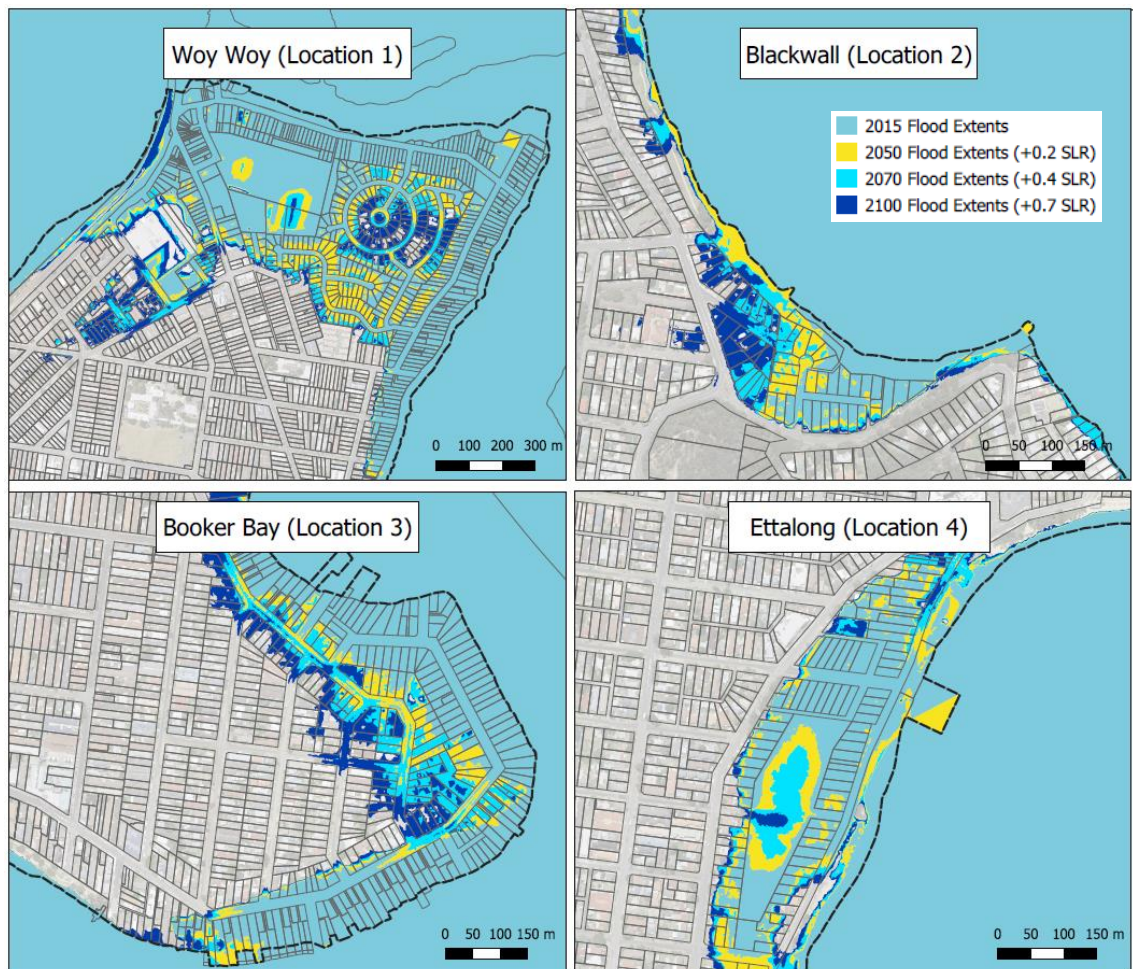 Woy Woy (Location 1)
0 100 200 300 m
Blackwall (Location 2)
2015 Flood Extents
2050 Flood Extents (+0.2 SLR)
2070 Flood Extents (+0.4 SLR)
2100 Flood Extents (+0.7 SLR)
0 50 100 150 m
Booker Bay (Location 3)
0 50 100 150 m
Ettalong (Location 4)
0 50 100 150 m